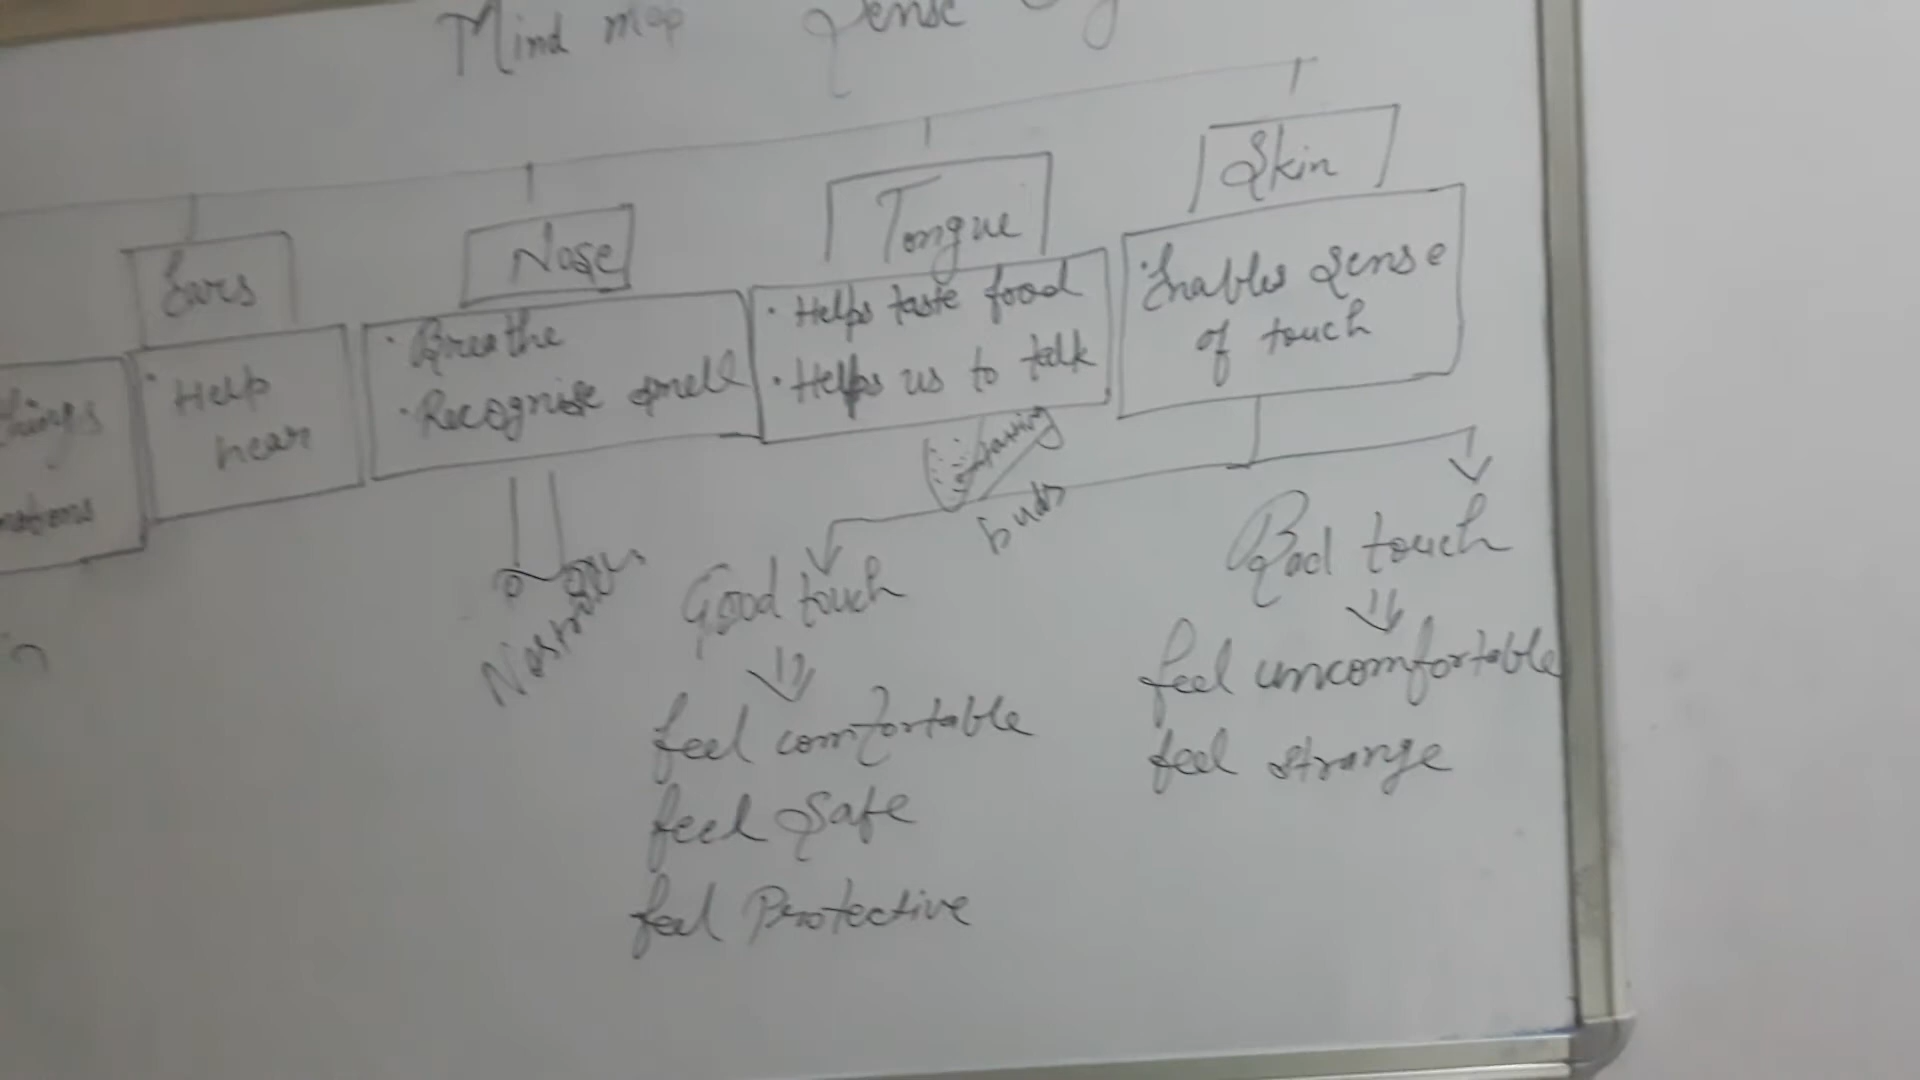 Mind map Sense
Ears
Nose
Tongue
Skin
things
• Help
hear
• Breathe
• Recognise smell
• Helps taste food
• Helps us to talk
• Enables sense
of touch
buds
Nostrils
Good touch
feel comfortable
feel safe
feel Protective
Bad touch
feel uncomfortable
feel strange